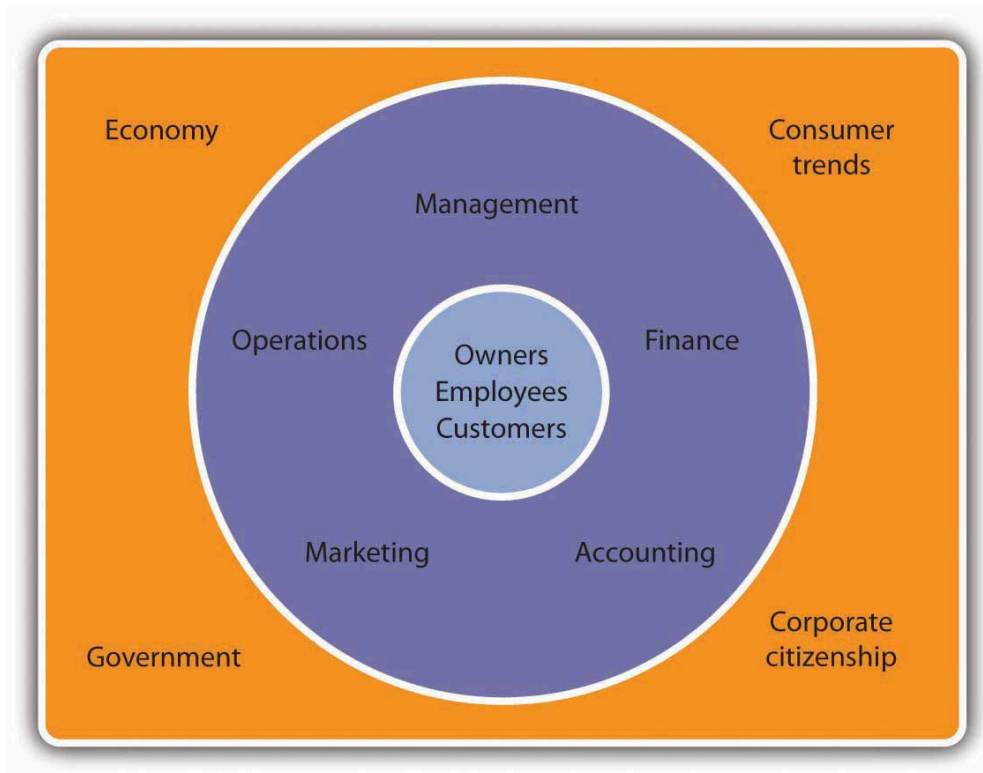 Economy
Consumer
trends
Management
Operations
Finance
Owners
Employees
Customers
Marketing
Accounting
Government
Corporate
citizenship